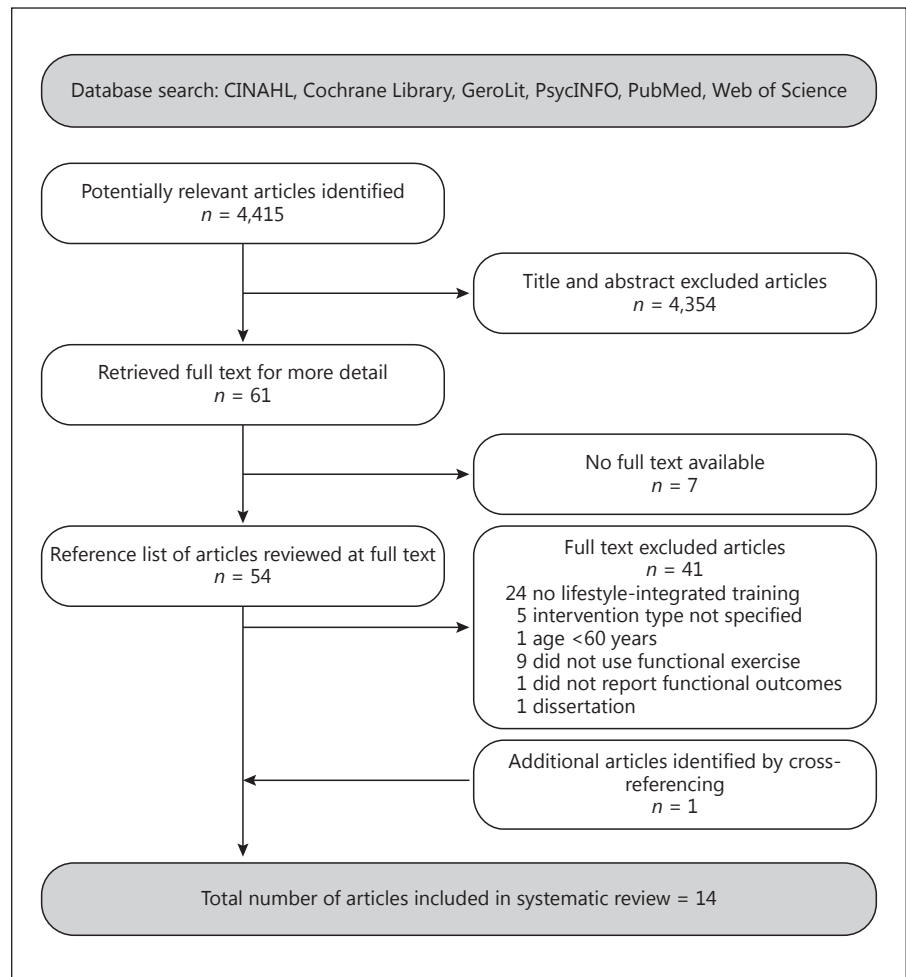 Database search: CINAHL, Cochrane Library, GeroLit, PsycINFO, PubMed, Web of Science
Potentially relevant articles identified
n = 4,415
Title and abstract excluded articles
n = 4,354
Retrieved full text for more detail
n = 61
No full text available
n = 7
Reference list of articles reviewed at full text
n = 54
Full text excluded articles
n = 41
24 no lifestyle-integrated training
5 intervention type not specified
1 age <60 years
9 did not use functional exercise
1 did not report functional outcomes
1 dissertation
Additional articles identified by cross-
referencing
n = 1
Total number of articles included in systematic review = 14